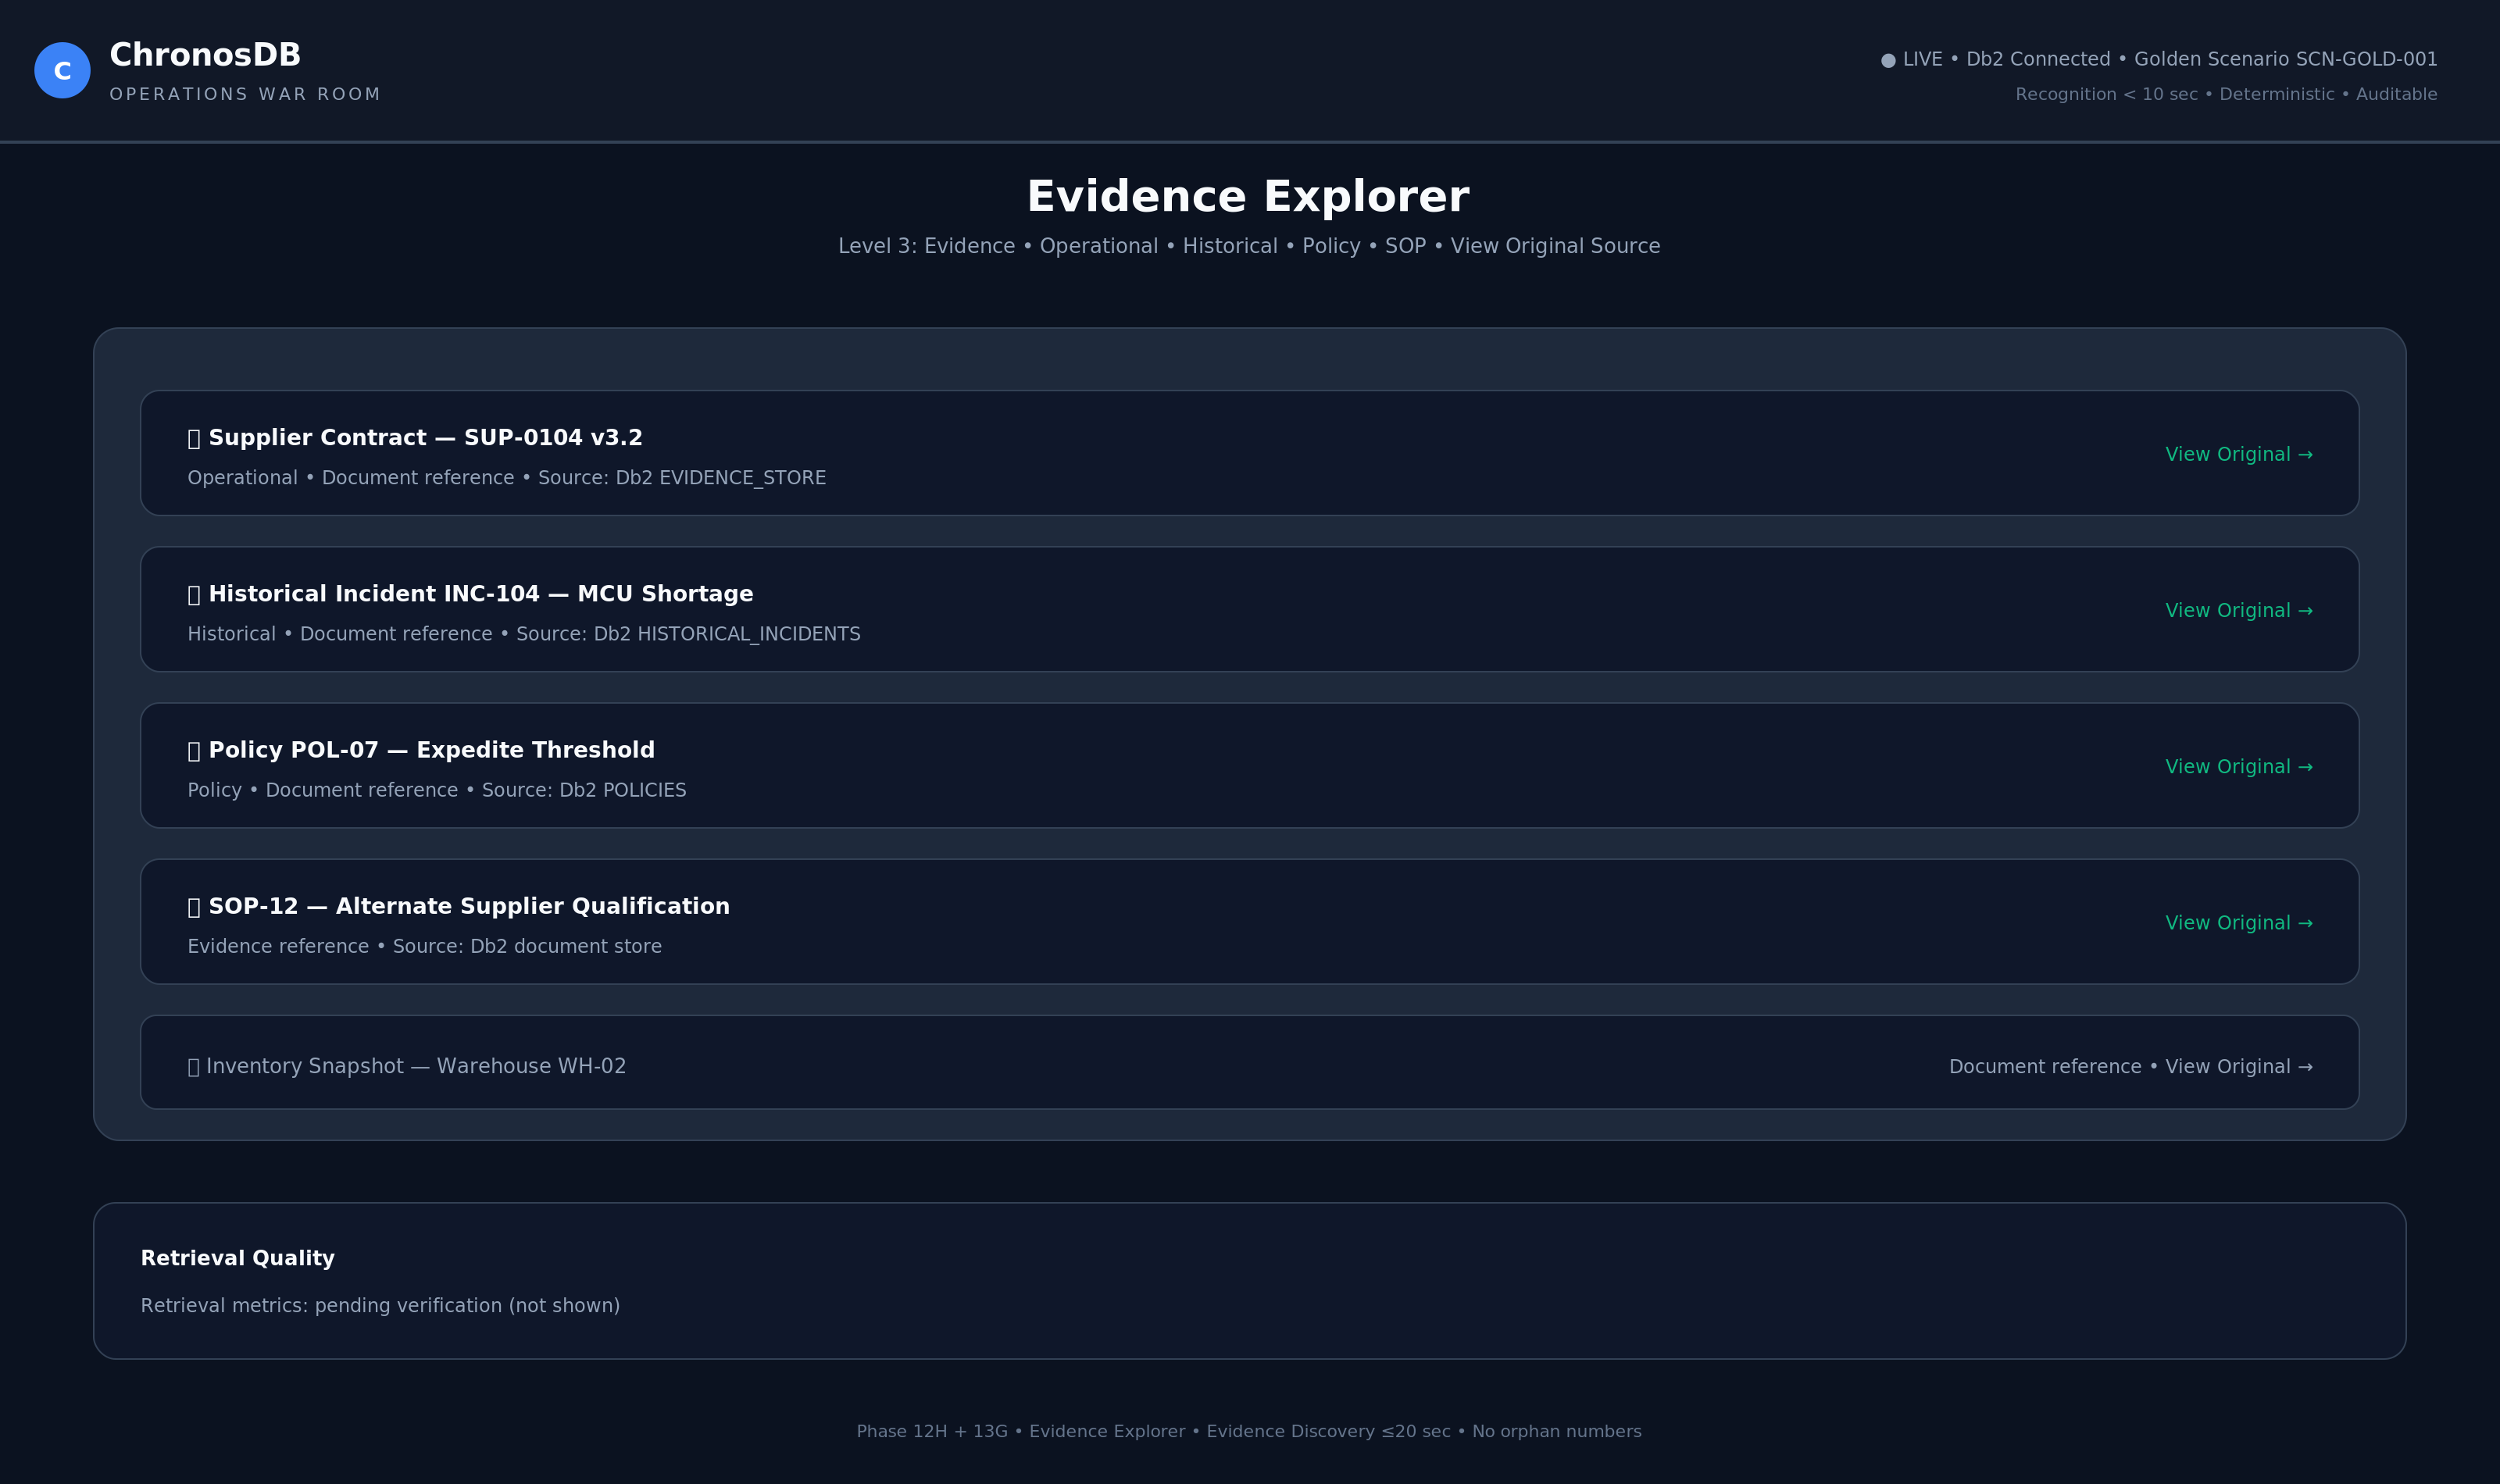 C
ChronosDB
OPERATIONS WAR ROOM
● LIVE • Db2 Connected • Golden Scenario SCN-GOLD-001
Recognition < 10 sec • Deterministic • Auditable
Evidence Explorer
Level 3: Evidence • Operational • Historical • Policy • SOP • View Original Source
Supplier Contract — SUP-0104 v3.2
Operational • Document reference • Source: Db2 EVIDENCE_STORE
View Original →
Historical Incident INC-104 — MCU Shortage
Historical • Document reference • Source: Db2 HISTORICAL_INCIDENTS
View Original →
Policy POL-07 — Expedite Threshold
Policy • Document reference • Source: Db2 POLICIES
View Original →
SOP-12 — Alternate Supplier Qualification
Evidence reference • Source: Db2 document store
View Original →
Inventory Snapshot — Warehouse WH-02
Document reference • View Original →
Retrieval Quality
Retrieval metrics: pending verification (not shown)
Phase 12H + 13G • Evidence Explorer • Evidence Discovery ≤20 sec • No orphan numbers